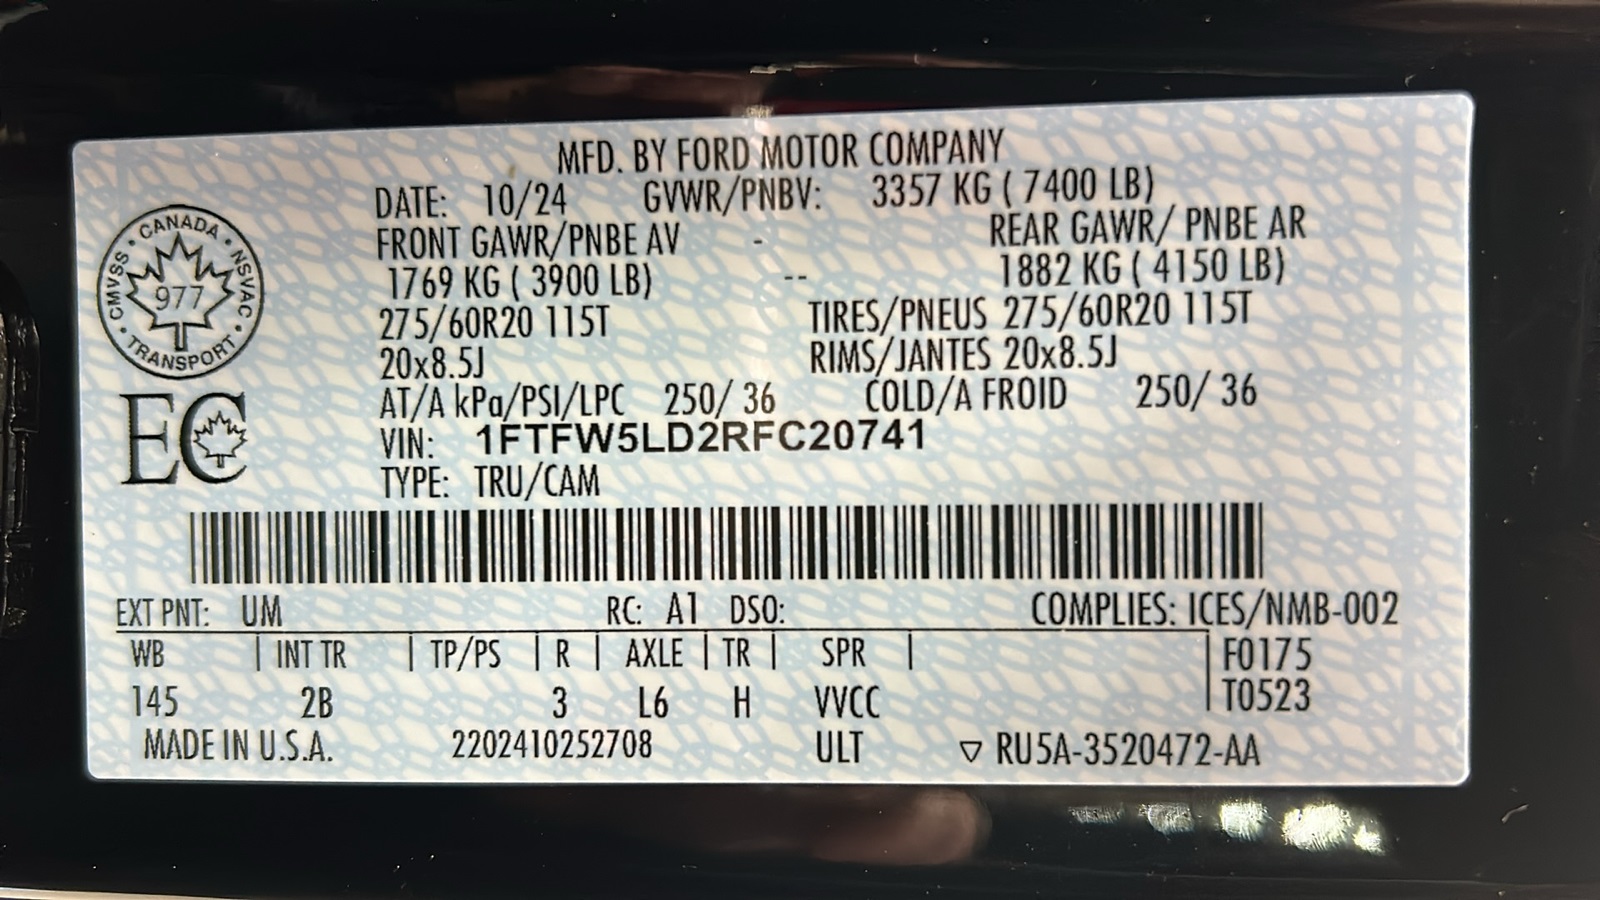 MFD. BY FORD MOTOR COMPANY
DATE: 10/24 GVWR/PNBV: 3357 KG ( 7400 LB)
FRONT GAWR/PNBE AV - REAR GAWR/ PNBE AR
1769 KG ( 3900 LB) -- 1882 KG ( 4150 LB)
275/60R20 115T TIRES/PNEUS 275/60R20 115T
20x8.5J RIMS/JANTES 20x8.5J
AT/A kPa/PSI/LPC 250/ 36 COLD/A FROID 250/ 36
VIN: 1FTFW5LD2RFC20741
TYPE: TRU/CAM
CANADA
CMVSS NSVAC
977
TRANSPORT
EC
EXT PNT: UM RC: A1 DSO: COMPLIES: ICES/NMB-002
WB | INT TR | TP/PS | R | AXLE | TR | SPR | F0175
145 2B 3 L6 H VVCC T0523
MADE IN U.S.A. 2202410252708 ULT ▽ RU5A-3520472-AA